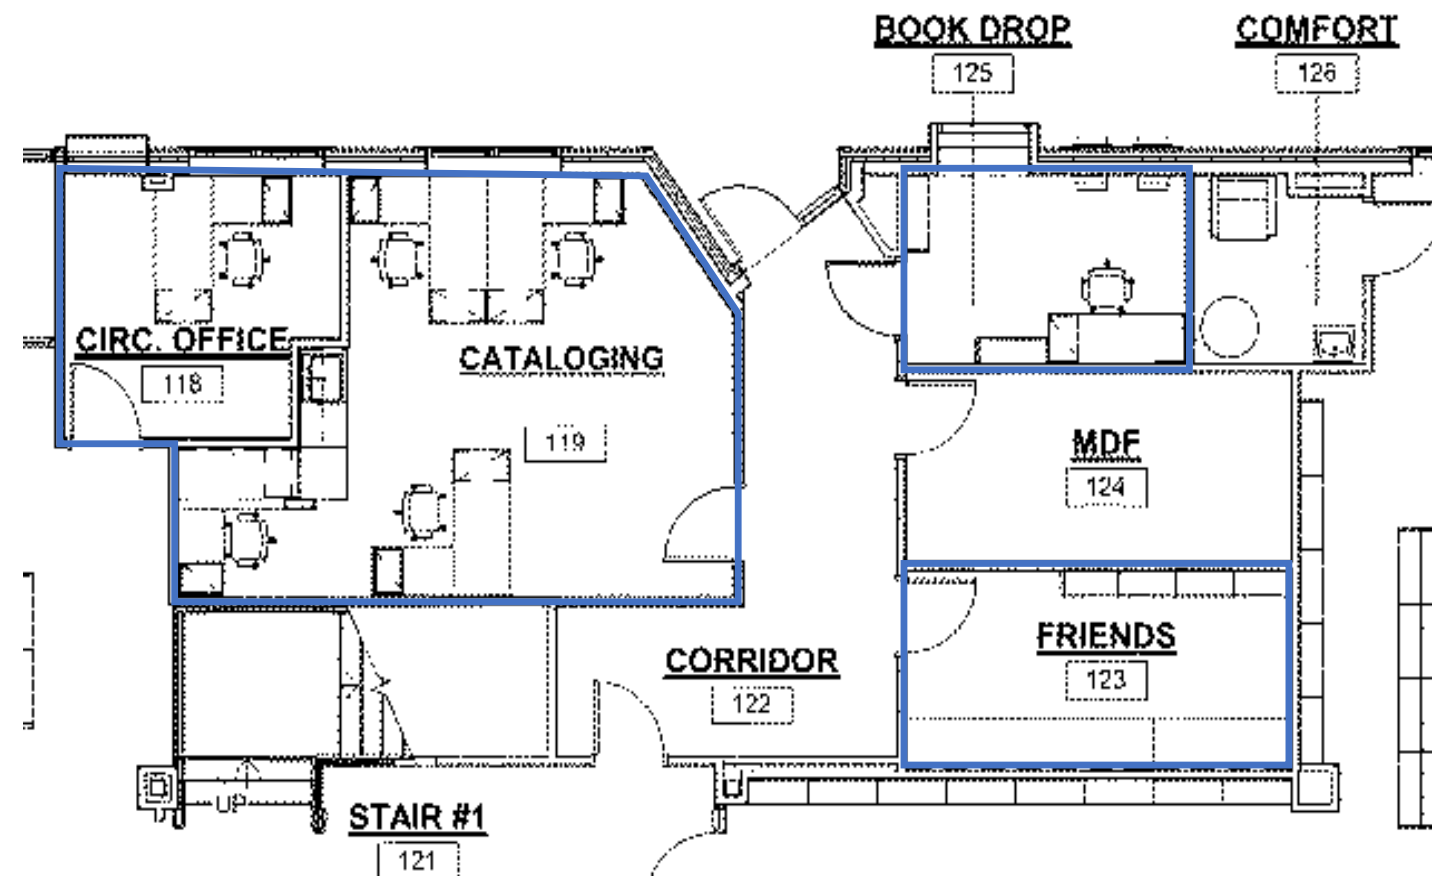 BOOK DROP
125
COMFORT
126
CIRC. OFFICE
118
CATALOGING
119
MDF
124
FRIENDS
123
CORRIDOR
122
UP
STAIR #1
121